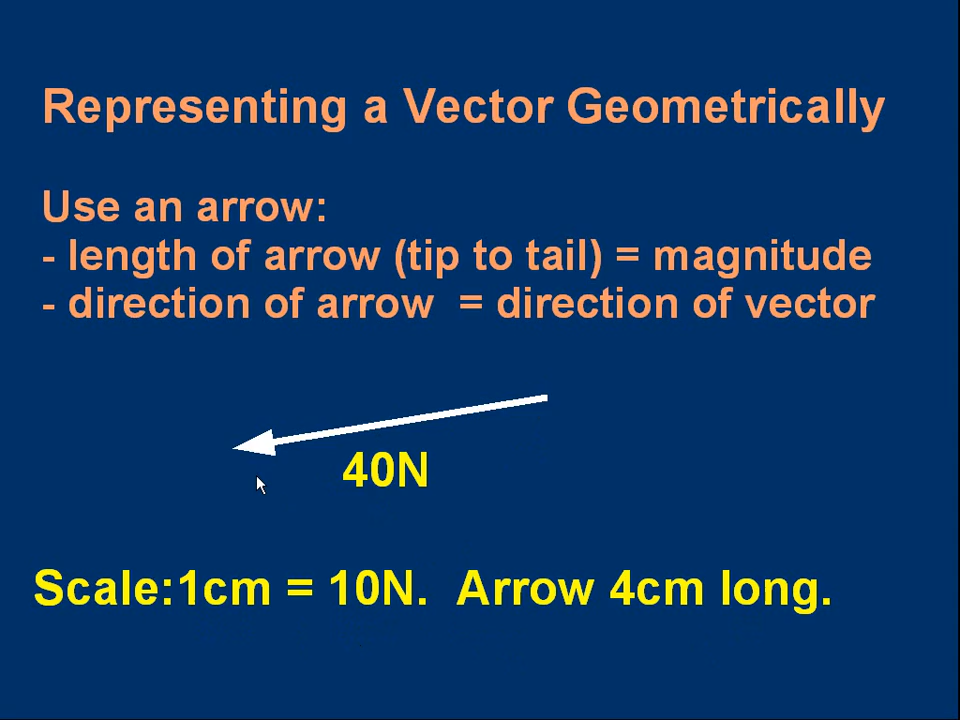 Representing a Vector Geometrically
Use an arrow:
- length of arrow (tip to tail) = magnitude
- direction of arrow = direction of vector
40N
Scale:1cm = 10N. Arrow 4cm long.